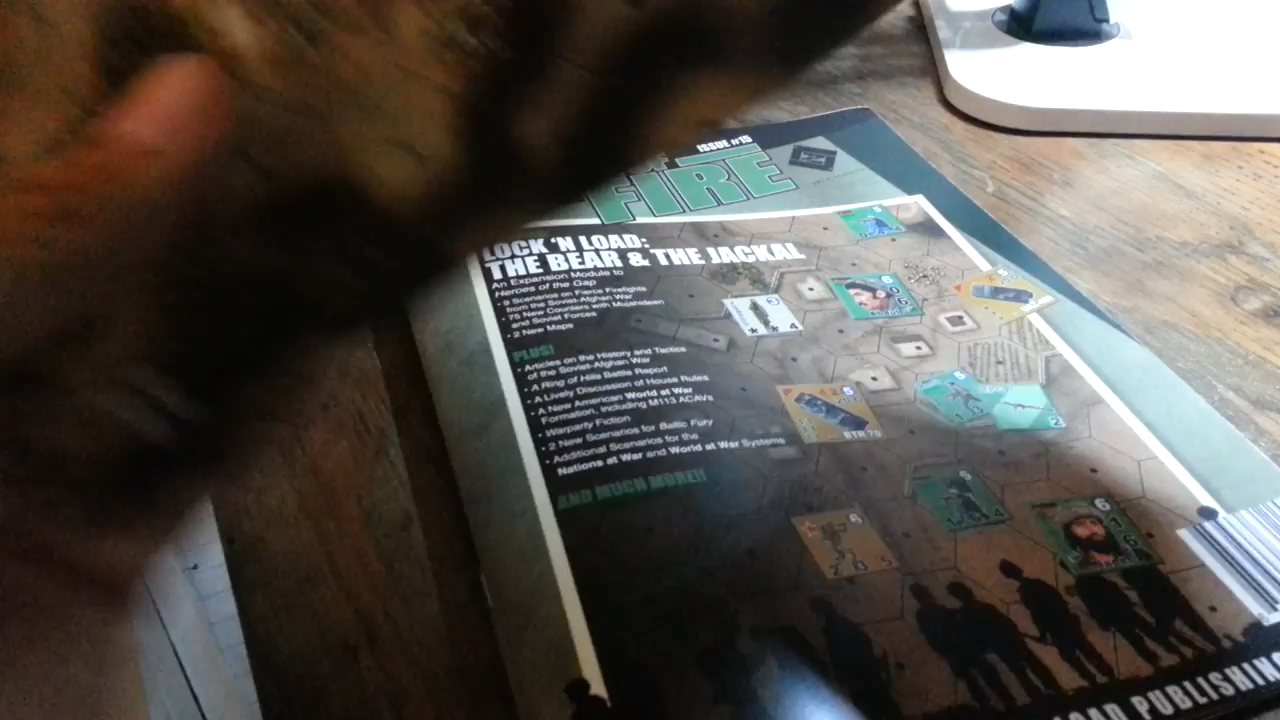 ISSUE #15
FIRE
LOCK 'N LOAD:
THE BEAR & THE JACKAL
An Expansion Module to
Heroes of the Gap
• 9 Scenarios on Fierce Firefights
from the Soviet-Afghan War
• 75 New Counters with Mujahideen
and Soviet Forces
• 2 New Maps
PLUS!
• Articles on the History and Tactics
of the Soviet-Afghan War
• A Ring of Hills Battle Report
• A Lively Discussion of House Rules
• A New American World at War
Formation, including M113 ACAVs
• Warparty Fiction
• 2 New Scenarios for Baltic Fury
• Additional Scenarios for the
Nations at War and World at War Systems
AND MUCH MORE!!
BTR 70
PUBLISHING